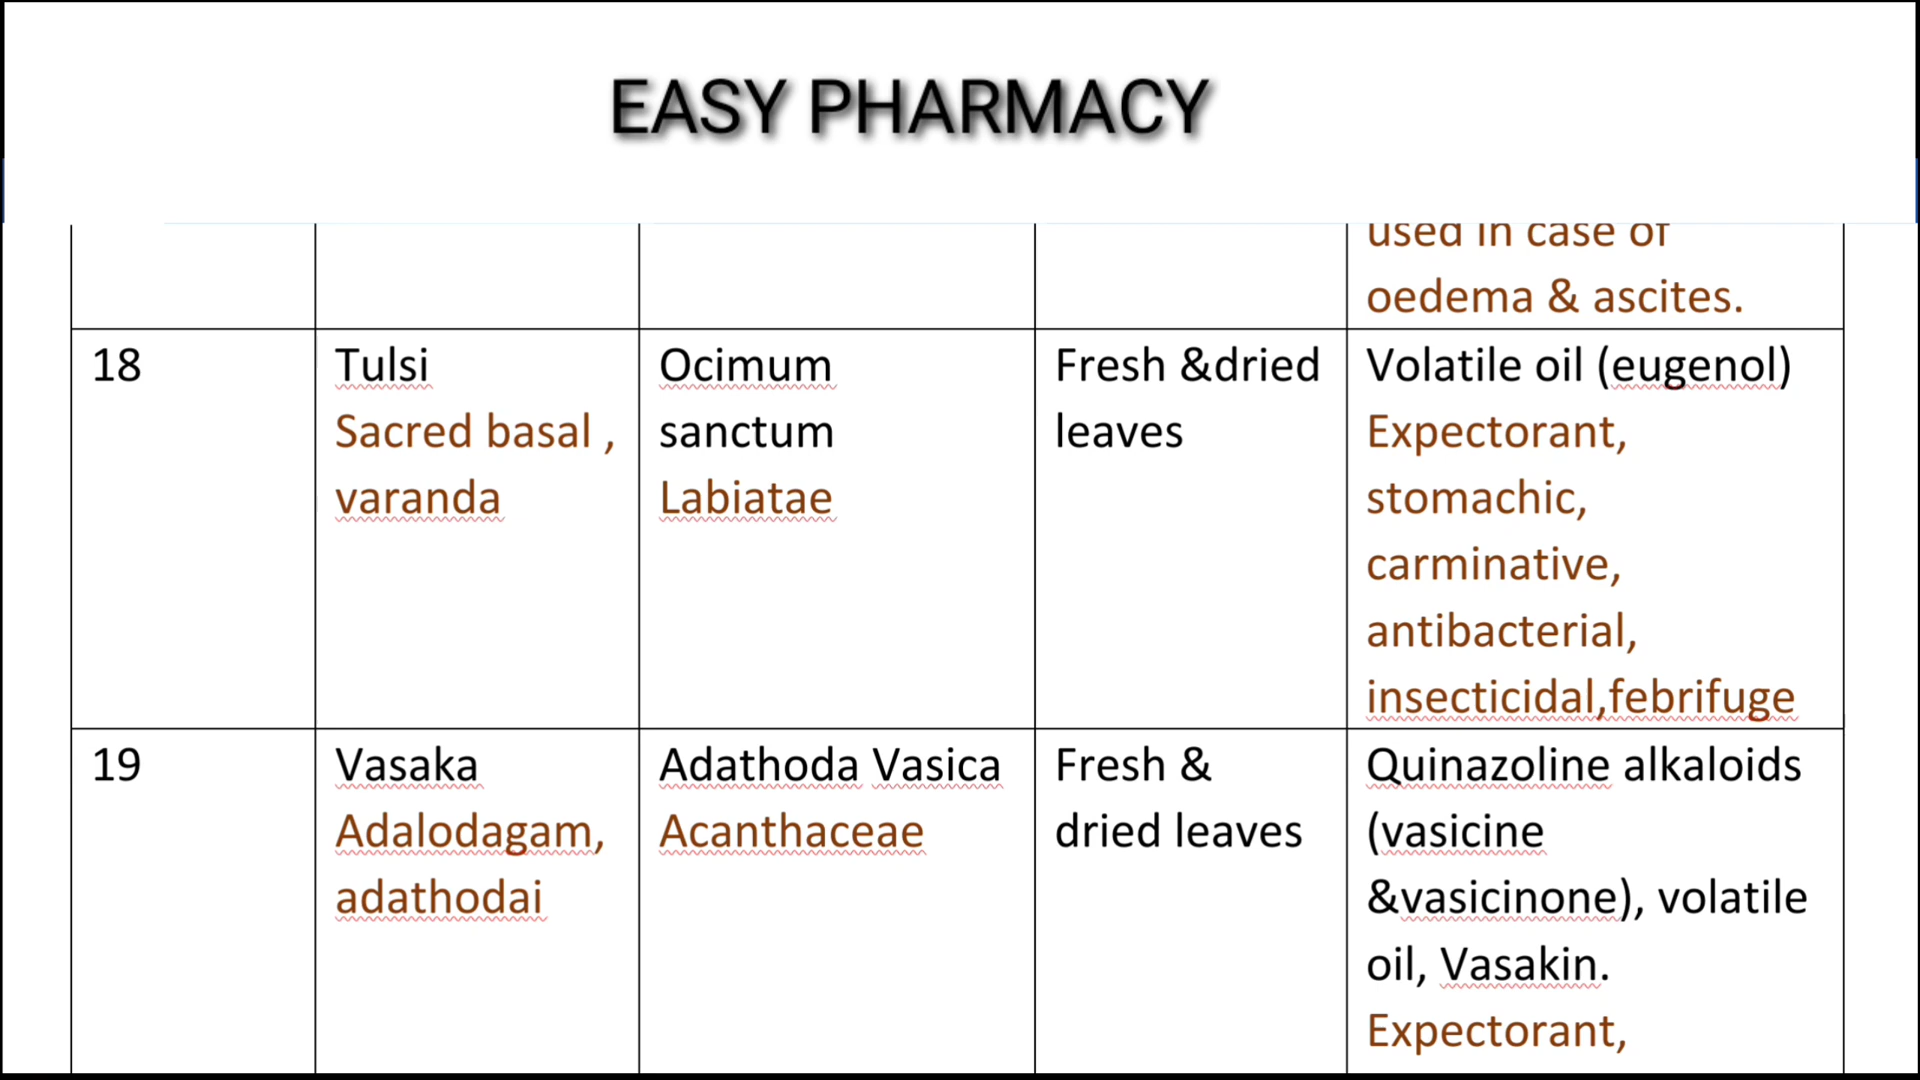 EASY PHARMACY
used in case of
oedema & ascites.
18
Tulsi
Sacred basal ,
varanda
Ocimum
sanctum
Labiatae
Fresh &dried
leaves
Volatile oil (eugenol)
Expectorant,
stomachic,
carminative,
antibacterial,
insecticidal,febrifuge
19
Vasaka
Adalodagam,
adathodai
Adathoda Vasica
Acanthaceae
Fresh &
dried leaves
Quinazoline alkaloids
(vasicine
&vasicinone), volatile
oil, Vasakin.
Expectorant,